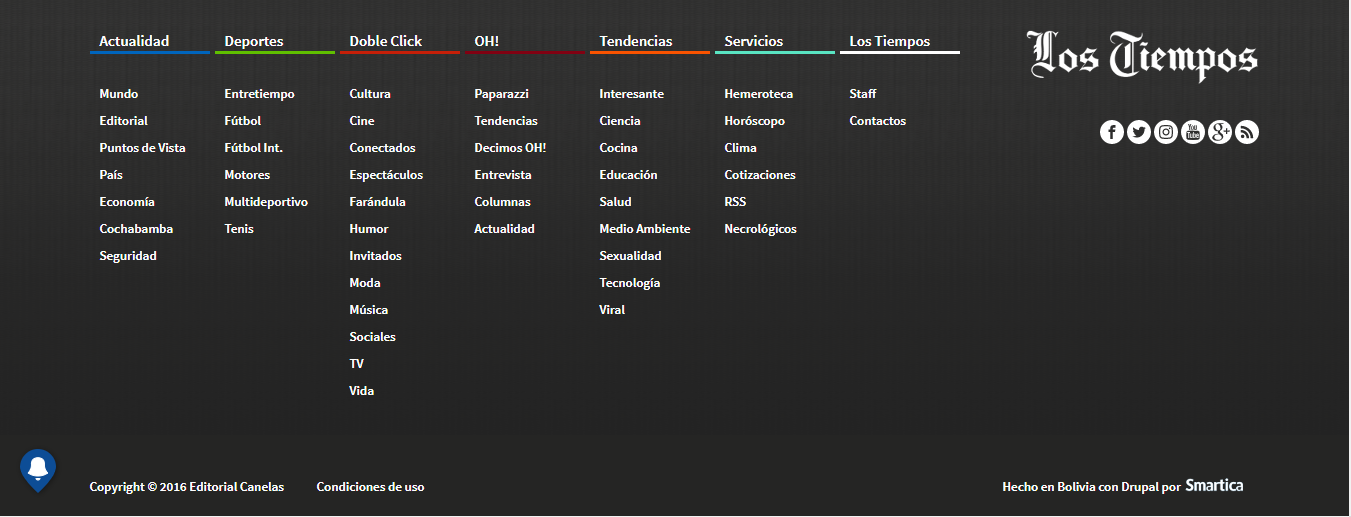 Actualidad
Deportes
Doble Click
OH!
Tendencias
Servicios
Los Tiempos
Los Tiempos
Mundo
Editorial
Puntos de Vista
País
Economía
Cochabamba
Seguridad
Entretiempo
Fútbol
Fútbol Int.
Motores
Multideportivo
Tenis
Cultura
Cine
Conectados
Espectáculos
Farándula
Humor
Invitados
Moda
Música
Sociales
TV
Vida
Paparazzi
Tendencias
Decimos OH!
Entrevista
Columnas
Actualidad
Interesante
Ciencia
Cocina
Educación
Salud
Medio Ambiente
Sexualidad
Tecnología
Viral
Hemeroteca
Horóscopo
Clima
Cotizaciones
RSS
Necrológicos
Staff
Contactos
You
Tube
g+
Copyright © 2016 Editorial Canelas
Condiciones de uso
Hecho en Bolivia con Drupal por Smartica